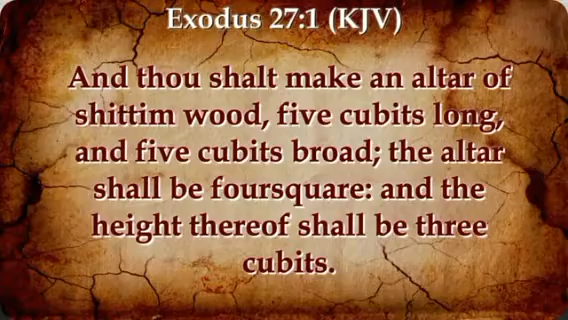 Exodus 27:1 (KJV)
And thou shalt make an altar of
shittim wood, five cubits long,
and five cubits broad; the altar
shall be foursquare: and the
height thereof shall be three
cubits.